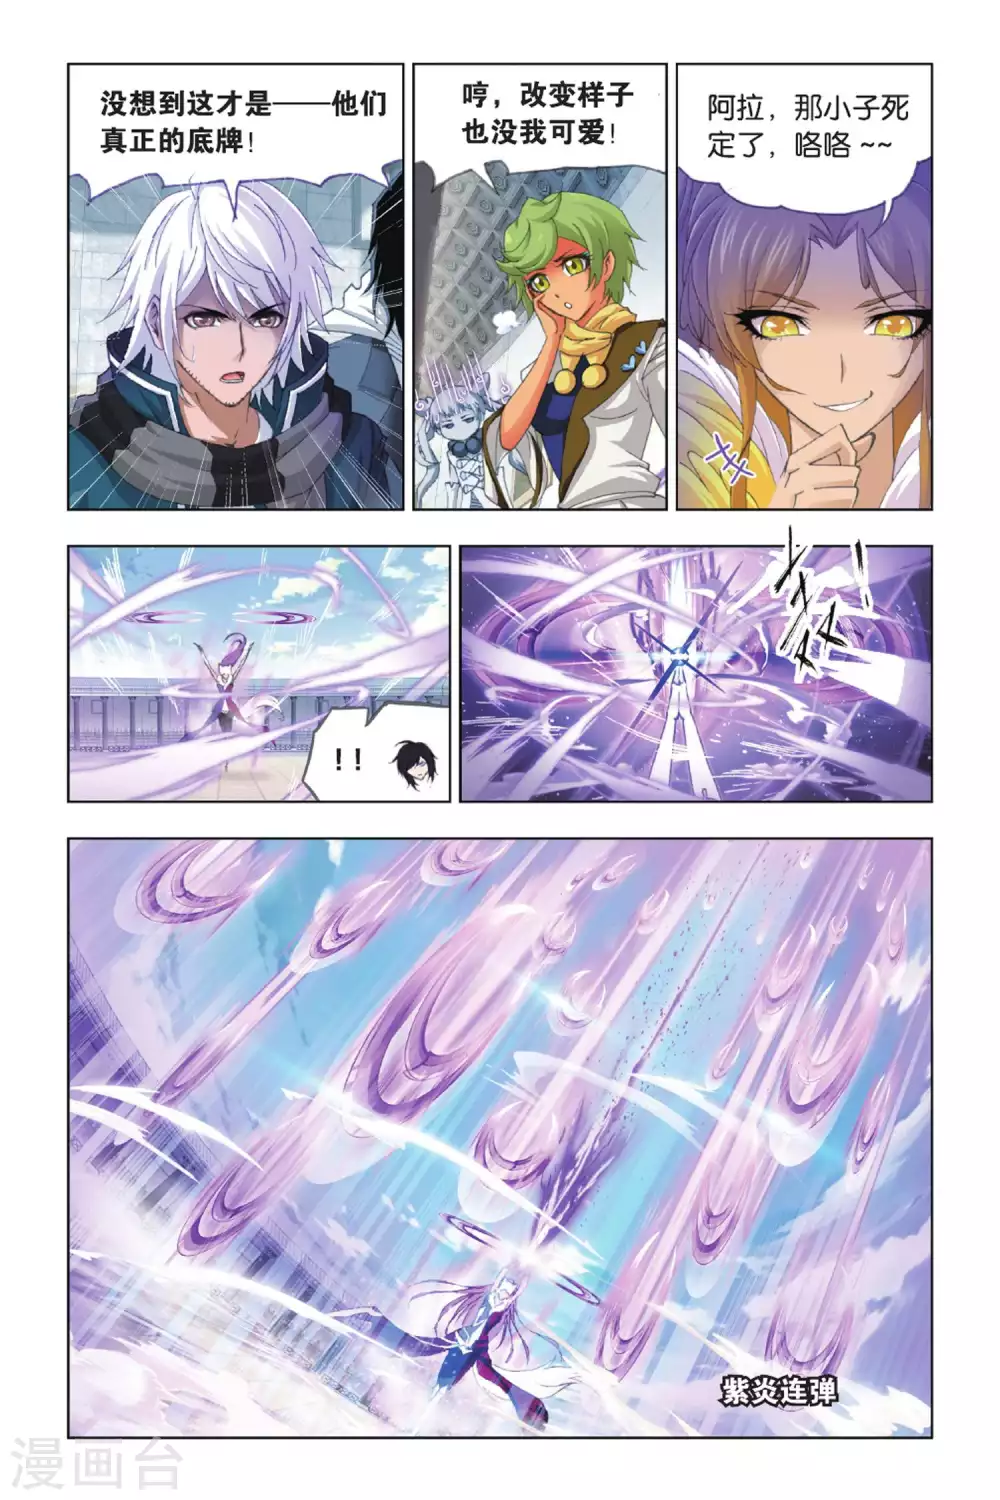 没想到这才是——他们
真正的底牌！
哼，改变样子
也没我可爱！
阿拉，那小子死
定了，咯咯~~
！！
紫炎连弹
漫画台